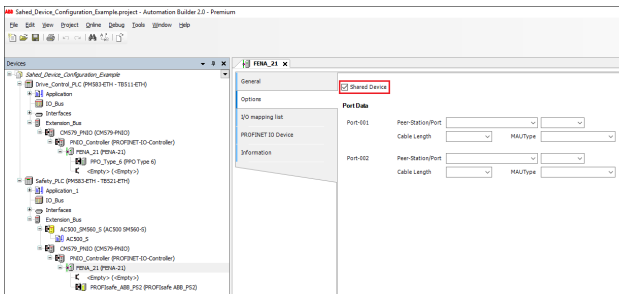 ABB Sahed_Device_Configuration_Example.project - Automation Builder 2.0 - Premium
File Edit View Project Online Debug Tools Window Help
Devices
Sahed_Device_Configuration_Example
Drive_Control_PLC (PM583-ETH - TB511-ETH)
Application
IO_Bus
Interfaces
Extension_Bus
CM579_PNIO (CM579-PNIO)
PNIO_Controller (PROFINET-IO-Controller)
FENA_21 (FENA-21)
PPO_Type_6 (PPO Type 6)
<Empty> (<Empty>)
Safety_PLC (PM583-ETH - TB521-ETH)
Application_1
IO_Bus
Interfaces
Extension_Bus
AC500_SM560_S (AC500 SM560-S)
AC500_S
CM579_PNIO (CM579-PNIO)
PNIO_Controller (PROFINET-IO-Controller)
FENA_21 (FENA-21)
<Empty> (<Empty>)
PROFIsafe_ABB_PS2 (PROFIsafe ABB_PS2)
FENA_21
General
Options
I/O mapping list
PROFINET IO Device
Information
Shared Device
Port Data
Port-001 Peer-Station/Port
Cable Length MAUType
Port-002 Peer-Station/Port
Cable Length MAUType